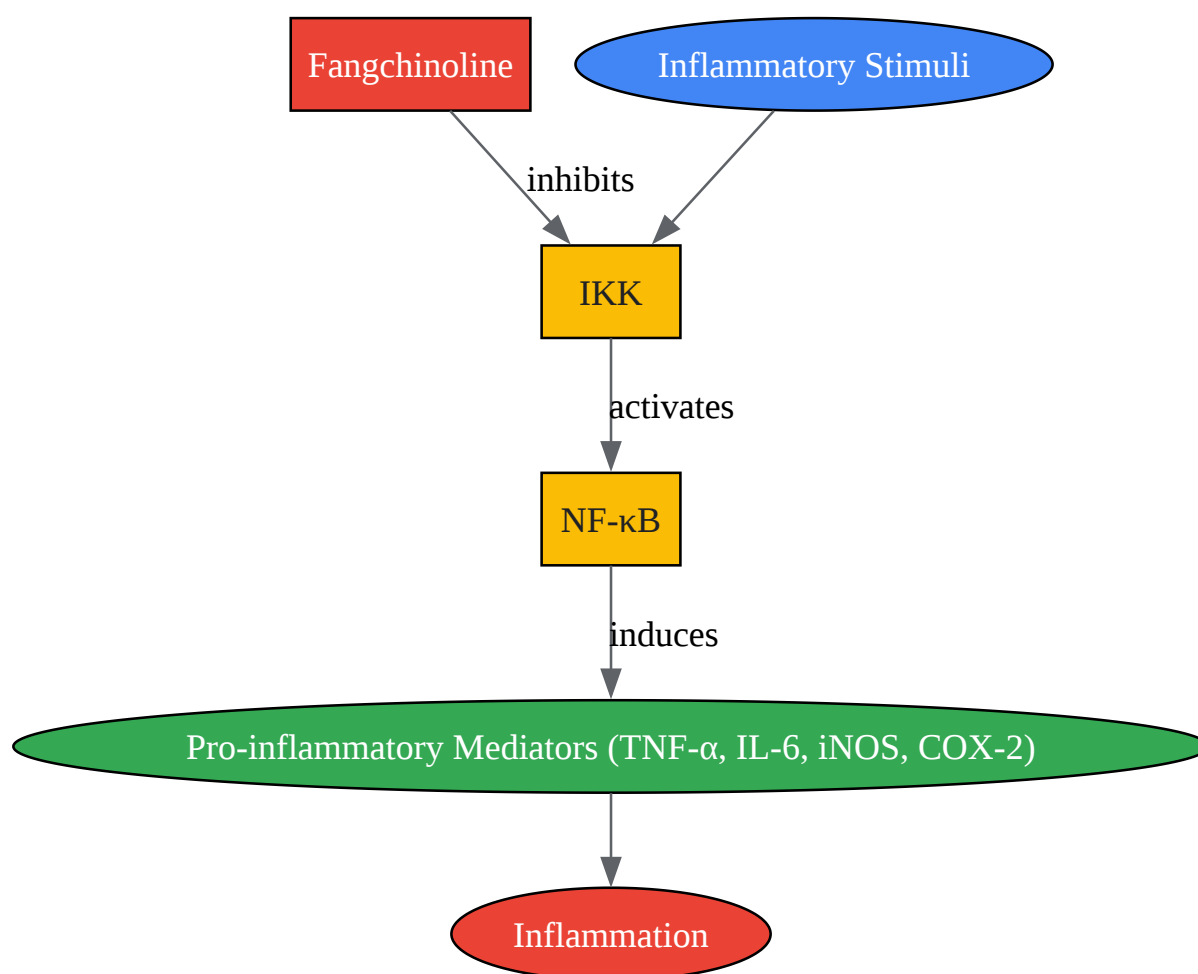 Fangchinoline
Inflammatory Stimuli
inhibits
IKK
activates
NF-κB
induces
Pro-inflammatory Mediators (TNF-α, IL-6, iNOS, COX-2)
Inflammation